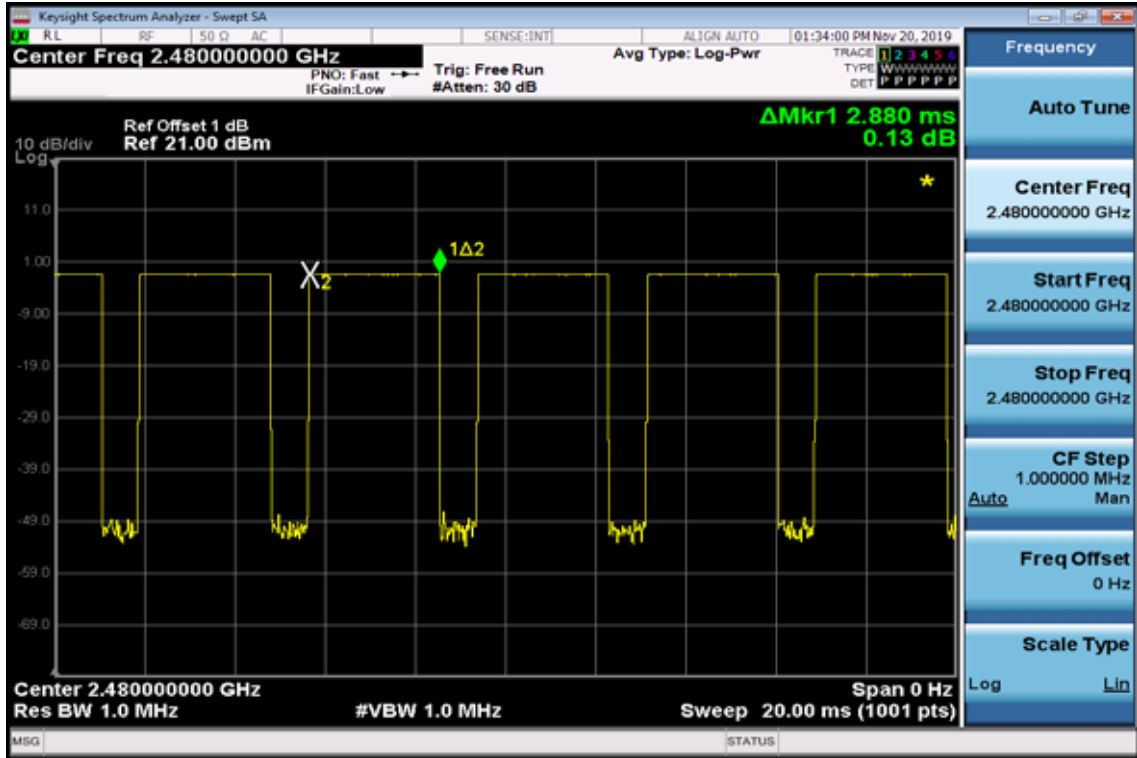 Keysight Spectrum Analyzer - Swept SA
RL RF 50 Ω AC SENSE:INT ALIGN AUTO 01:34:00 PM Nov 20, 2019
Center Freq 2.480000000 GHz
PNO: Fast
IFGain:Low
Trig: Free Run
#Atten: 30 dB
Avg Type: Log-Pwr
TRACE 1 2 3 4 5 6
TYPE WWWWWW
DET P P P P P P
ΔMkr1 2.880 ms
0.13 dB
Ref Offset 1 dB
10 dB/div Ref 21.00 dBm
Log
11.0
1.00
-9.00
-19.0
-29.0
-39.0
-49.0
-59.0
-69.0
X2
1Δ2
*
Center 2.480000000 GHz Span 0 Hz
Res BW 1.0 MHz #VBW 1.0 MHz Sweep 20.00 ms (1001 pts)
MSG STATUS
Frequency
Auto Tune
Center Freq
2.480000000 GHz
Start Freq
2.480000000 GHz
Stop Freq
2.480000000 GHz
CF Step
1.000000 MHz
Auto Man
Freq Offset
0 Hz
Scale Type
Log Lin